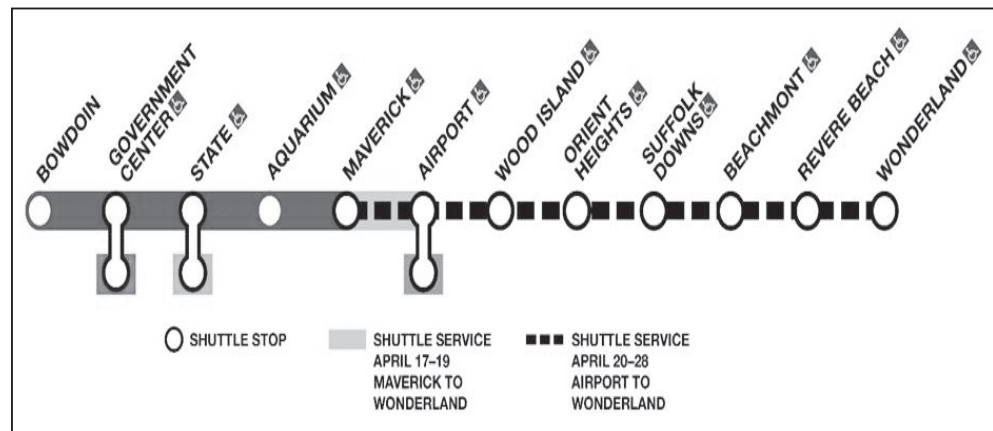 BOWDOIN
GOVERNMENT
CENTER
STATE
AQUARIUM
MAVERICK
AIRPORT
WOOD ISLAND
ORIENT
HEIGHTS
SUFFOLK
DOWNS
BEACHMONT
REVERE BEACH
WONDERLAND
SHUTTLE STOP
SHUTTLE SERVICE
APRIL 17–19
MAVERICK TO
WONDERLAND
SHUTTLE SERVICE
APRIL 20–28
AIRPORT TO
WONDERLAND